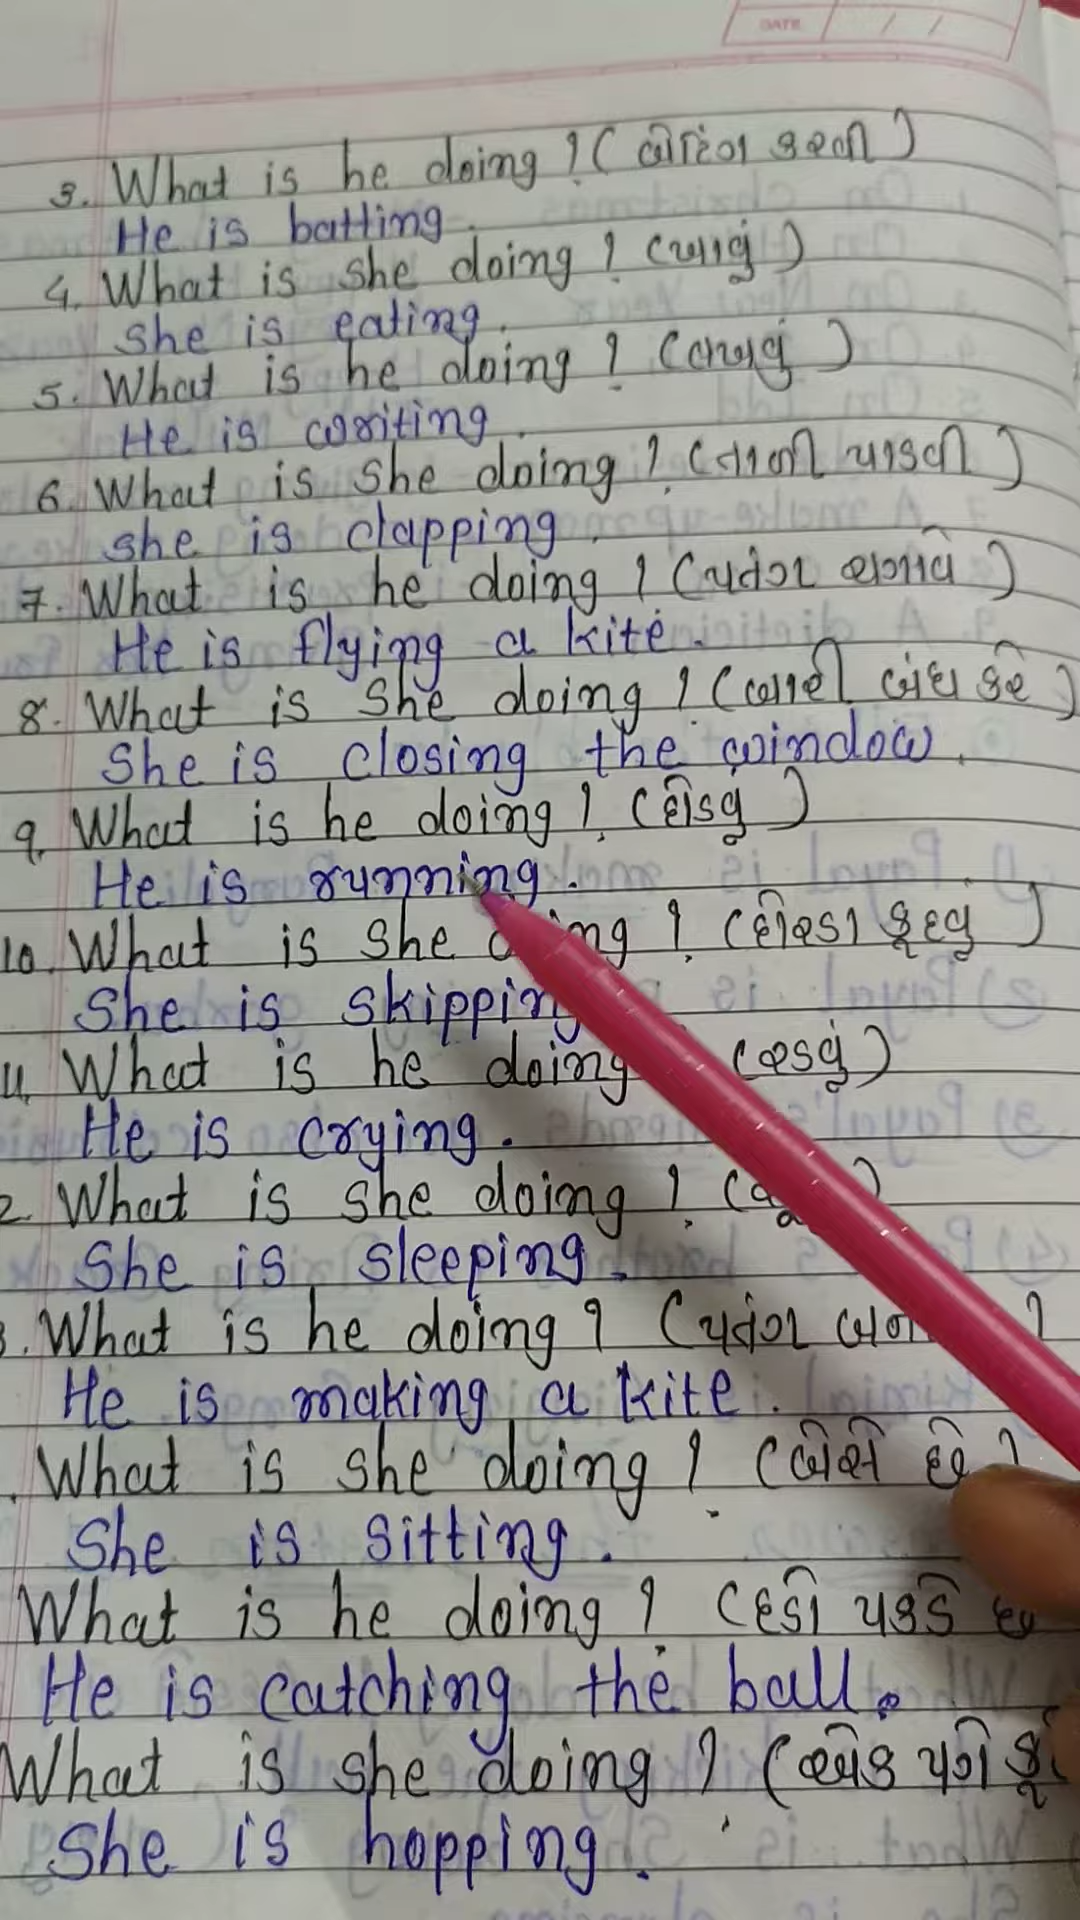 DATE / /
3. What is he doing ? (બેટિંગ કરવી)
He is batting.
4. What is she doing ? (ખાવું)
She is eating.
5. What is he doing ? (લખવું)
He is writing.
6. What is she doing ? (તાળી પાડવી)
she is clapping.
7. What is he doing ? (પતંગ ચગાવે)
He is flying a kite.
8. What is She doing ? (બારી બંધ કરે)
She is closing the window.
9. What is he doing ? (દોડવું)
He is running.
10. What is she doing ? (દોરડા કૂદવું)
She is skipping
11. What is he doing (રડવું)
He is crying.
2. What is she doing ?
She is sleeping.
3. What is he doing ? (પતંગ
He is making a kite.
. What is she doing ? (બેસે છે)
She is sitting.
What is he doing ? (દડો પકડે છે
He is catching the ball.
What is she doing ? (એક પગે
She is hopping.